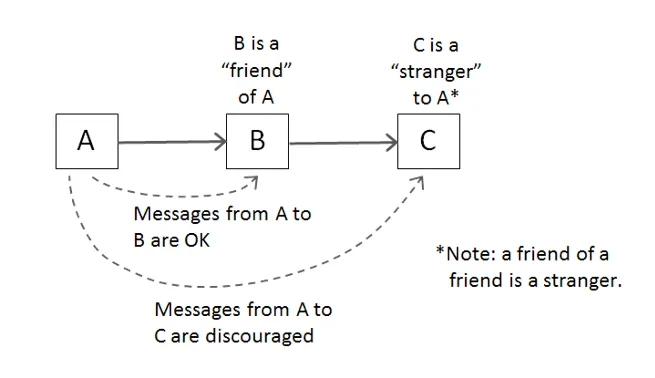 B is a
“friend”
of A
C is a
“stranger”
to A*
A
B
C
Messages from A to
B are OK
*Note: a friend of a
friend is a stranger.
Messages from A to
C are discouraged